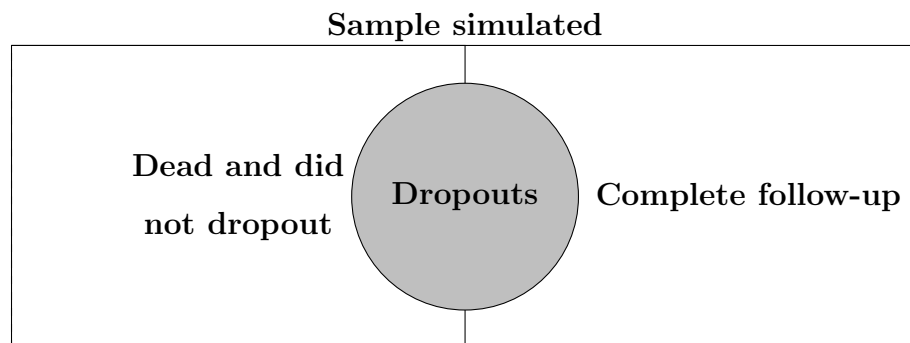 Sample simulated
Dead and did
not dropout
Dropouts
Complete follow-up